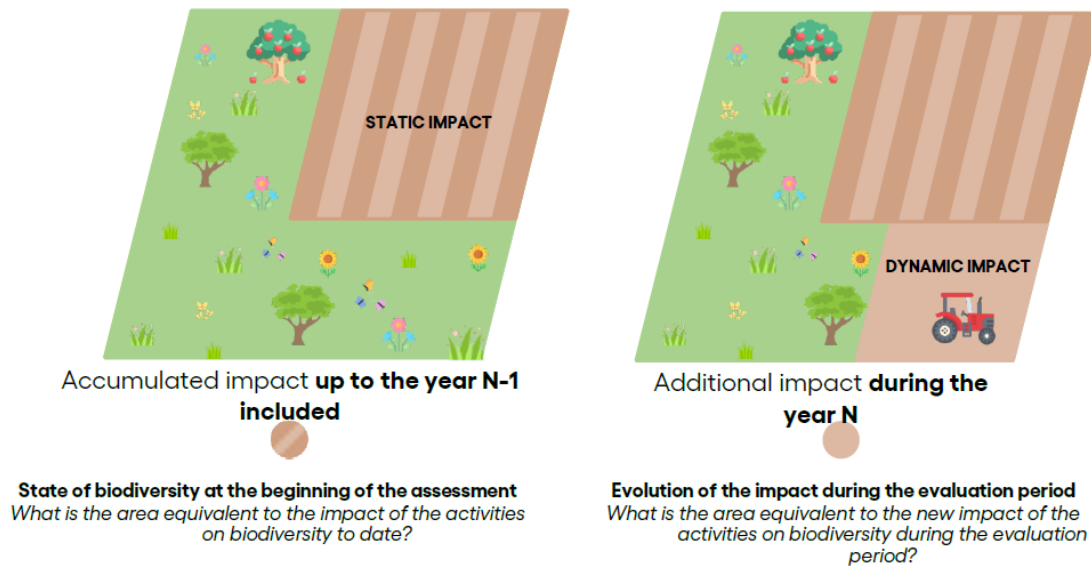 STATIC IMPACT
Accumulated impact up to the year N-1
included
State of biodiversity at the beginning of the assessment
What is the area equivalent to the impact of the activities
on biodiversity to date?
DYNAMIC IMPACT
Additional impact during the
year N
Evolution of the impact during the evaluation period
What is the area equivalent to the new impact of the
activities on biodiversity during the evaluation
period?